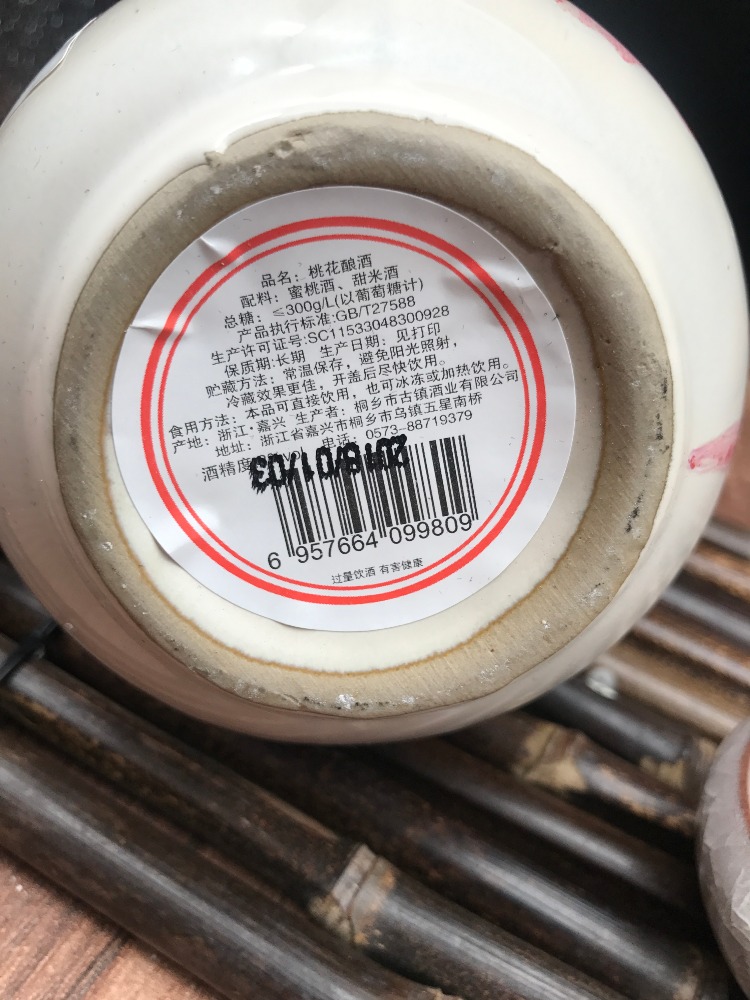 品名：桃花酿酒
配料：蜜桃酒、甜米酒
总糖：≤300g/L(以葡萄糖计)
产品执行标准:GB/T27588
生产许可证号:SC11533048300928
保质期:长期 生产日期：见打印
贮藏方法：常温保存，避免阳光照射，
冷藏效果更佳，开盖后尽快饮用。
食用方法：本品可直接饮用，也可冰冻或加热饮用。
产地：浙江·嘉兴 生产者：桐乡市古镇酒业有限公司
地址：浙江省嘉兴市桐乡市乌镇五星南桥
酒精度 电话：0573-88719379
2018/01/03
6 957664 099809
过量饮酒 有害健康